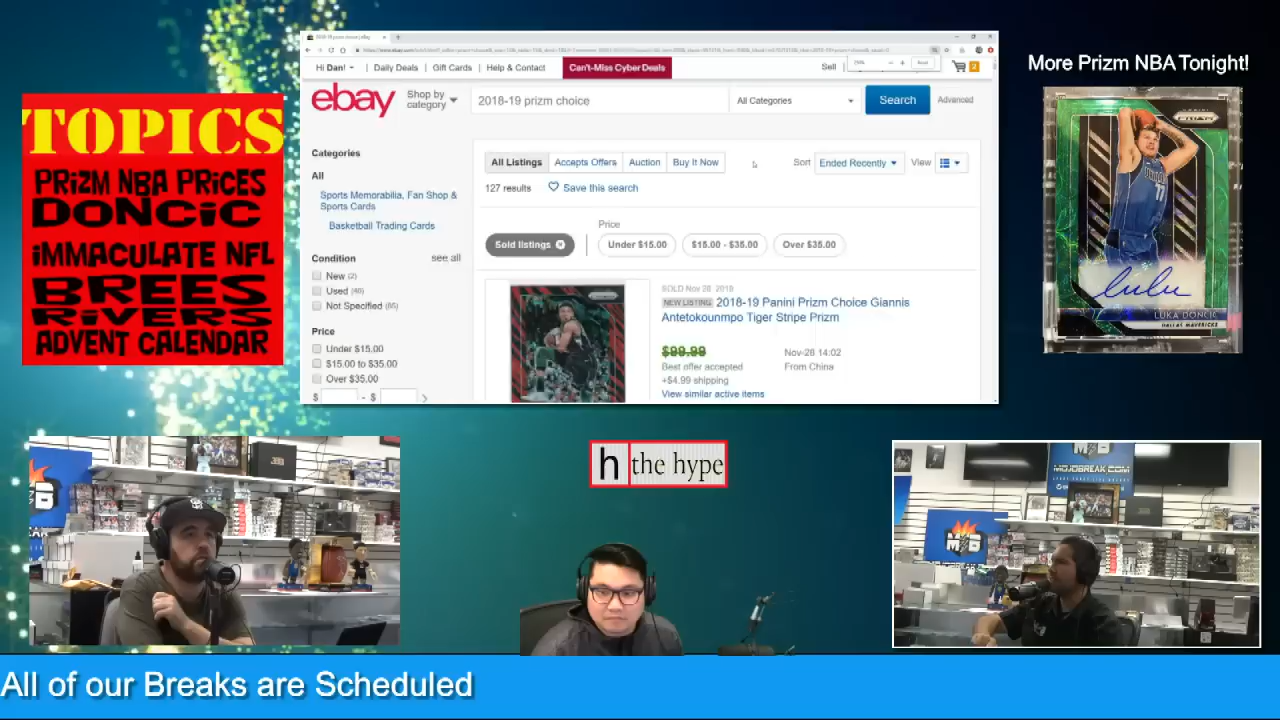 TOPICS
PRiZM NBA PRiCES
DONCiC
iMMACULATE NFL
BREES
RiVERS
ADVENT CALENDAR
Hi Dan!
Daily Deals
Gift Cards
Help & Contact
Can't-Miss Cyber Deals
Sell
2
ebay
Shop by
category
2018-19 prizm choice
All Categories
Search
Advanced
Categories
All
Sports Memorabilia, Fan Shop &
Sports Cards
Basketball Trading Cards
Condition
see all
New (2)
Used (40)
Not Specified (85)
Price
Under $15.00
$15.00 to $35.00
Over $35.00
$ - $
All Listings
Accepts Offers
Auction
Buy It Now
Sort
Ended Recently
View
127 results
Save this search
Price
Sold listings
Under $15.00
$15.00 - $35.00
Over $35.00
SOLD Nov 28 2018
NEW LISTING 2018-19 Panini Prizm Choice Giannis
Antetokounmpo Tiger Stripe Prizm
$99.99
Best offer accepted
+$4.99 shipping
View similar active items
Nov-28 14:02
From China
More Prizm NBA Tonight!
LUKA DONCIC
DALLAS MAVERICKS
h the hype
MOJOBREAK.COM
All of our Breaks are Scheduled